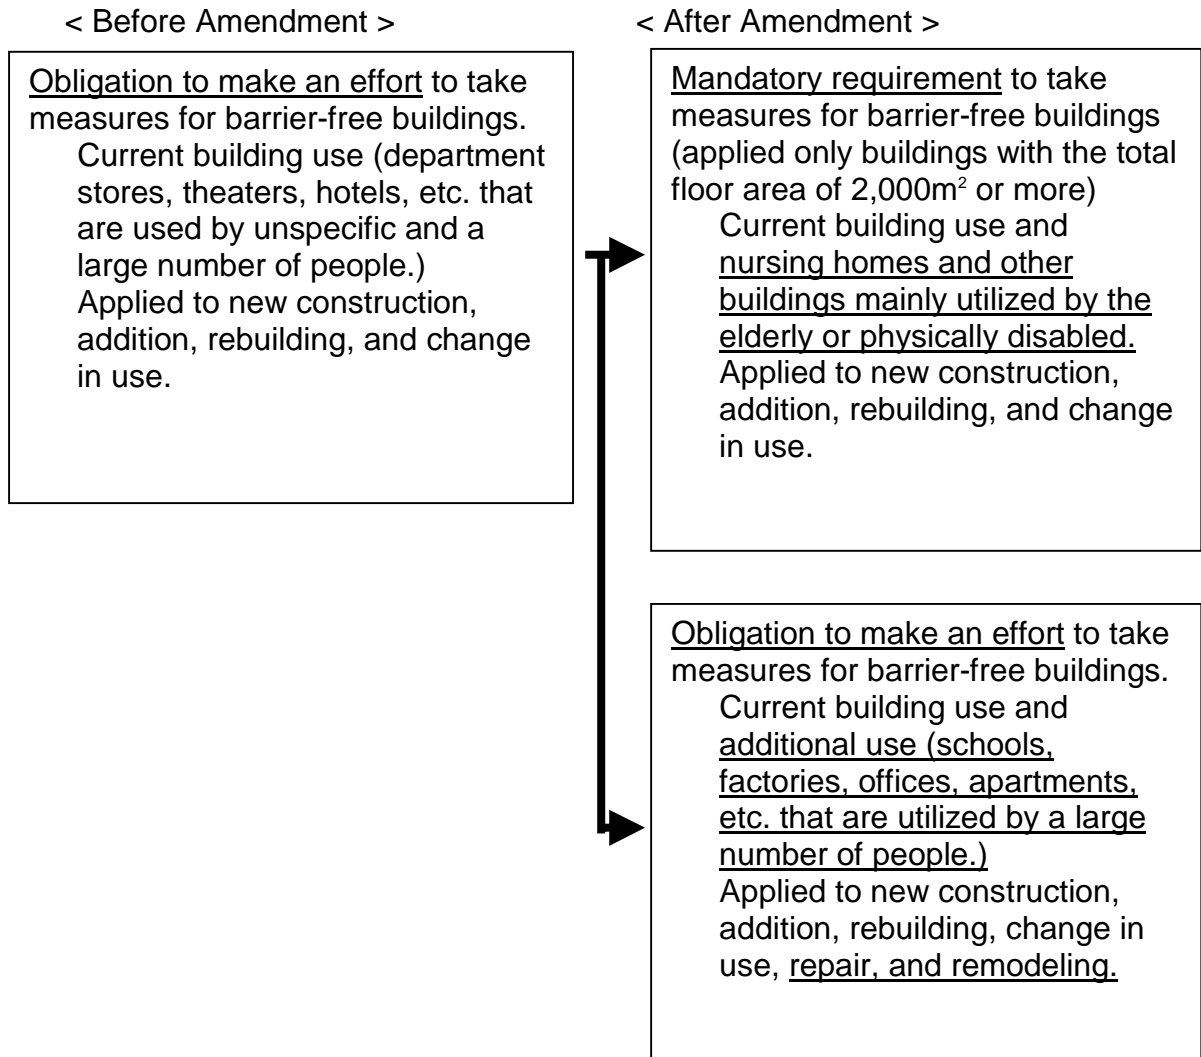 < Before Amendment >
Obligation to make an effort to take
measures for barrier-free buildings.
Current building use (department
stores, theaters, hotels, etc. that
are used by unspecific and a
large number of people.)
Applied to new construction,
addition, rebuilding, and change
in use.
< After Amendment >
Mandatory requirement to take
measures for barrier-free buildings
(applied only buildings with the total
floor area of 2,000m² or more)
Current building use and
nursing homes and other
buildings mainly utilized by the
elderly or physically disabled.
Applied to new construction,
addition, rebuilding, and change
in use.
Obligation to make an effort to take
measures for barrier-free buildings.
Current building use and
additional use (schools,
factories, offices, apartments,
etc. that are utilized by a large
number of people.)
Applied to new construction,
addition, rebuilding, change in
use, repair, and remodeling.